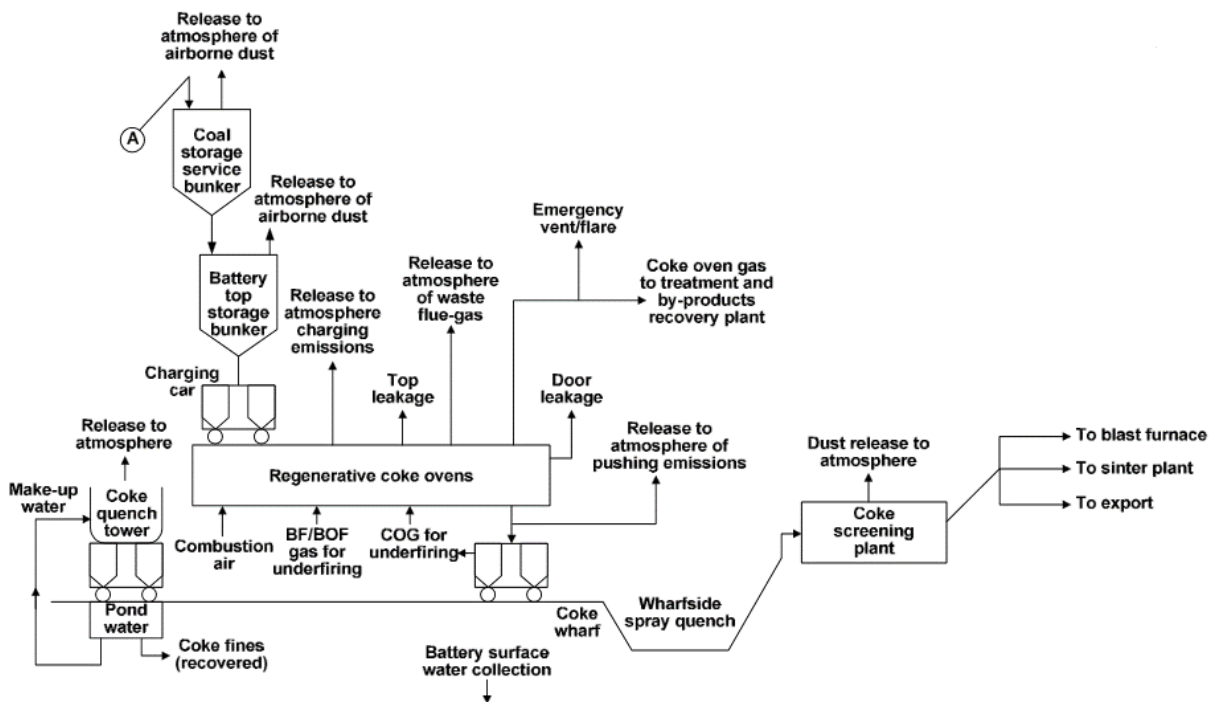 Release to
atmosphere of
airborne dust
A
Coal
storage
service
bunker
Release to
atmosphere of
airborne dust
Battery
top
storage
bunker
Charging
car
Release to
atmosphere
charging
emissions
Release to
atmosphere
of waste
flue-gas
Emergency
vent/flare
Coke oven gas
to treatment and
by-products
recovery plant
Top
leakage
Door
leakage
Release to
atmosphere
Release to
atmosphere of
pushing emissions
Dust release to
atmosphere
To blast furnace
To sinter plant
To export
Regenerative coke ovens
Make-up
water
Coke
quench
tower
Combustion
air
BF/BOF
gas for
underfiring
COG for
underfiring
Coke
screening
plant
Pond
water
Coke
wharf
Wharfside
spray quench
Coke fines
(recovered)
Battery surface
water collection